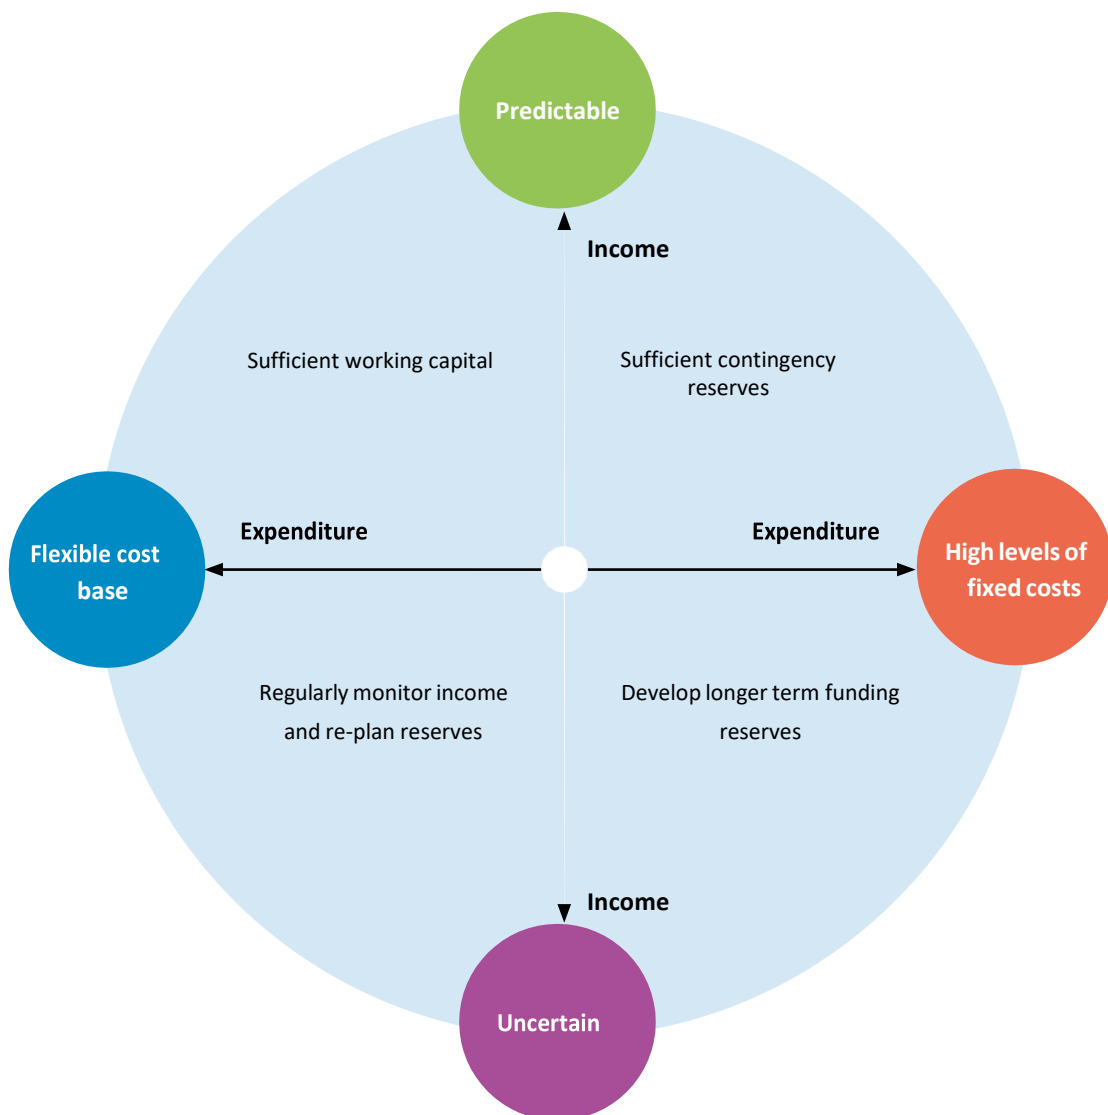 Predictable
Income
Sufficient working capital
Sufficient contingency
reserves
Expenditure
Expenditure
Flexible cost
base
High levels of
fixed costs
Regularly monitor income
and re-plan reserves
Develop longer term funding
reserves
Income
Uncertain